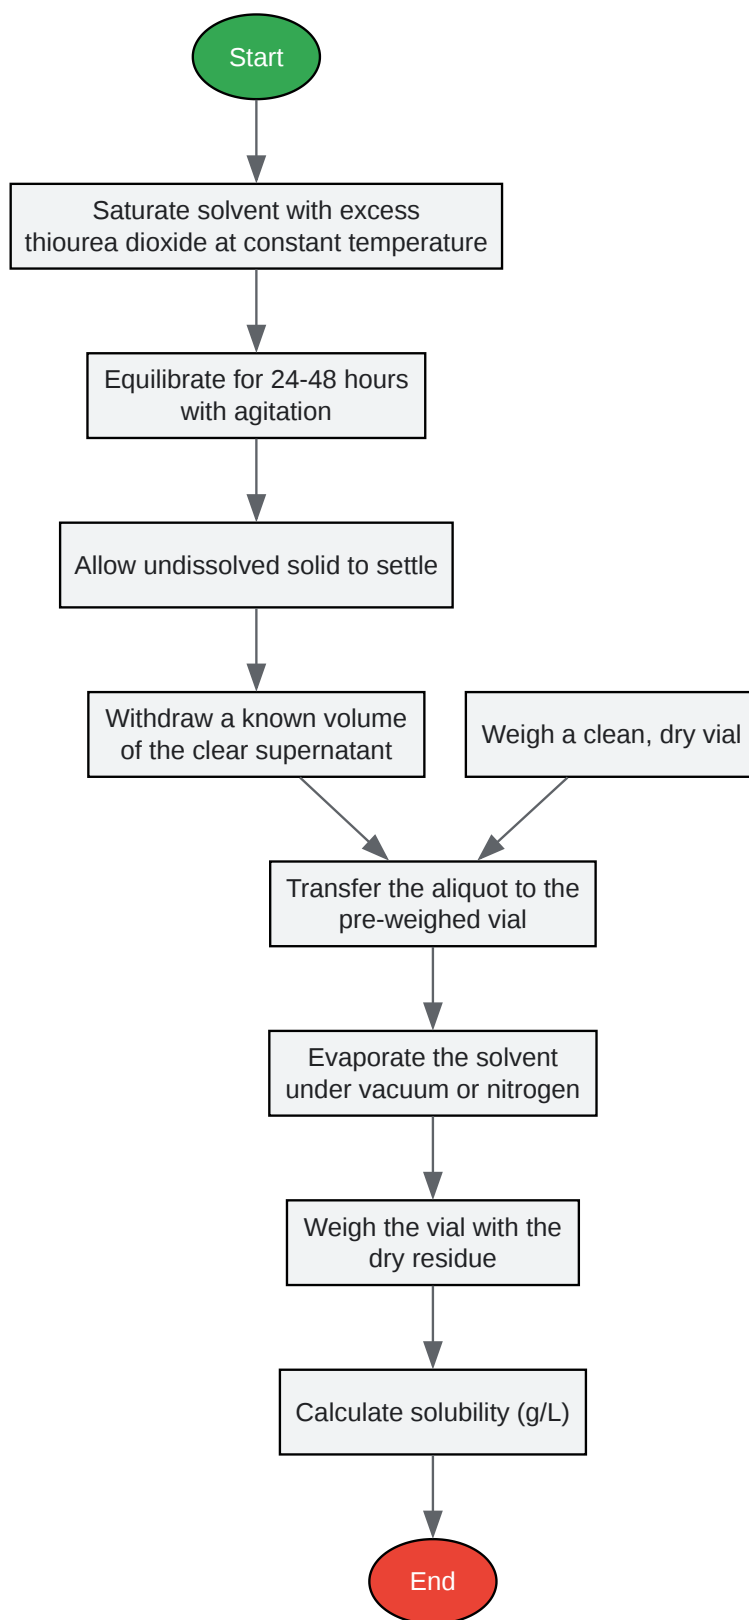 Start
Saturate solvent with excess
thiourea dioxide at constant temperature
Equilibrate for 24-48 hours
with agitation
Allow undissolved solid to settle
Withdraw a known volume
of the clear supernatant
Weigh a clean, dry vial
Transfer the aliquot to the
pre-weighed vial
Evaporate the solvent
under vacuum or nitrogen
Weigh the vial with the
dry residue
Calculate solubility (g/L)
End